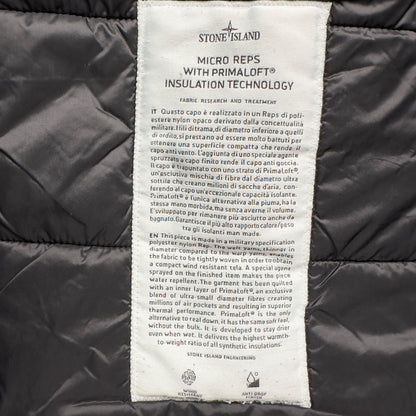 STONE ISLAND
MICRO REPS
WITH PRIMALOFT®
INSULATION TECHNOLOGY
FABRIC RESEARCH AND TREATMENT
IT Questo capo è realizzato in un Reps di poli-
estere nylon opaco derivato dalla concettualità
militare. I fili di trama, di diametro inferiore a quelli
di ordito, si prestano ad essere molto battuti per
ottenere una superficie compatta che rende il
capo anti vento. L'aggiunta di uno speciale agente
spruzzato a capo finito rende il capo anti goccia.
Il capo è trapuntato con uno strato di PrimaLoft®,
un'esclusiva mischia di fibre dal diametro ultra
sottile che creano milioni di sacche d'aria, con-
ferendo al capo un'eccezionale capacità isolante.
PrimaLoft® è l'unica alternativa alla piuma, ha la
stessa mano morbida, ma senza averne il volume.
E' sviluppato per rimanere più asciutto anche da
bagnato. Garantisce il più alto rapporto calore/peso
tra gli isolanti man made.
EN This piece is made in a military specification
polyester nylon Rep. The weft yarns, thinner in
diameter compared to the warp yarns, enables
the fabric to be tightly woven in order to obtain
a compact wind resistant tela. A special agent
sprayed on the finished item makes the piece
water repellent. The garment has been quilted
with an inner layer of PrimaLoft®, an exclusive
blend of ultra-small diameter fibres creating
millions of air pockets and resulting in superior
thermal performance. PrimaLoft® is the only
alternative to real down, it has the same soft feel,
without the bulk. It is developed to stay drier
even when wet. It delivers the highest warmth-
to-weight ratio of all synthetic insulations.
STONE ISLAND ENGINEERING
WIND
RESISTANT
ANTI DROP